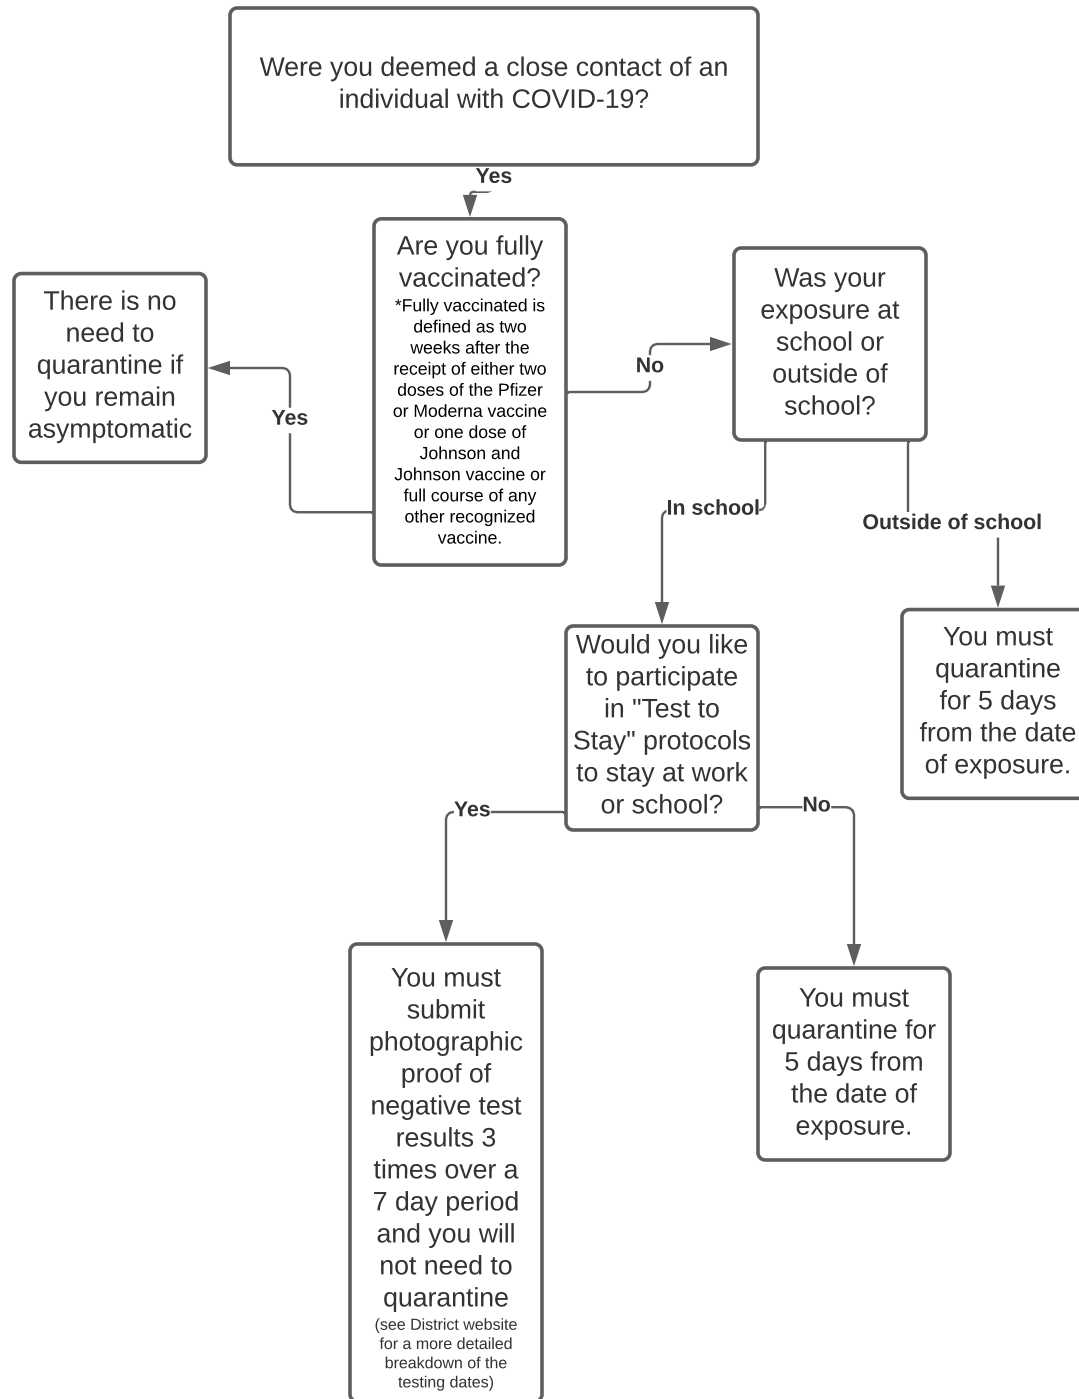 Were you deemed a close contact of an
individual with COVID-19?
Yes
Are you fully
vaccinated?
*Fully vaccinated is
defined as two
weeks after the
receipt of either two
doses of the Pfizer
or Moderna vaccine
or one dose of
Johnson and
Johnson vaccine or
full course of any
other recognized
vaccine.
Yes
There is no
need to
quarantine if
you remain
asymptomatic
No
Was your
exposure at
school or
outside of
school?
In school
Outside of school
You must
quarantine
for 5 days
from the date
of exposure.
Would you like
to participate
in "Test to
Stay" protocols
to stay at work
or school?
Yes
No
You must
submit
photographic
proof of
negative test
results 3
times over a
7 day period
and you will
not need to
quarantine
(see District website
for a more detailed
breakdown of the
testing dates)
You must
quarantine for
5 days from
the date of
exposure.